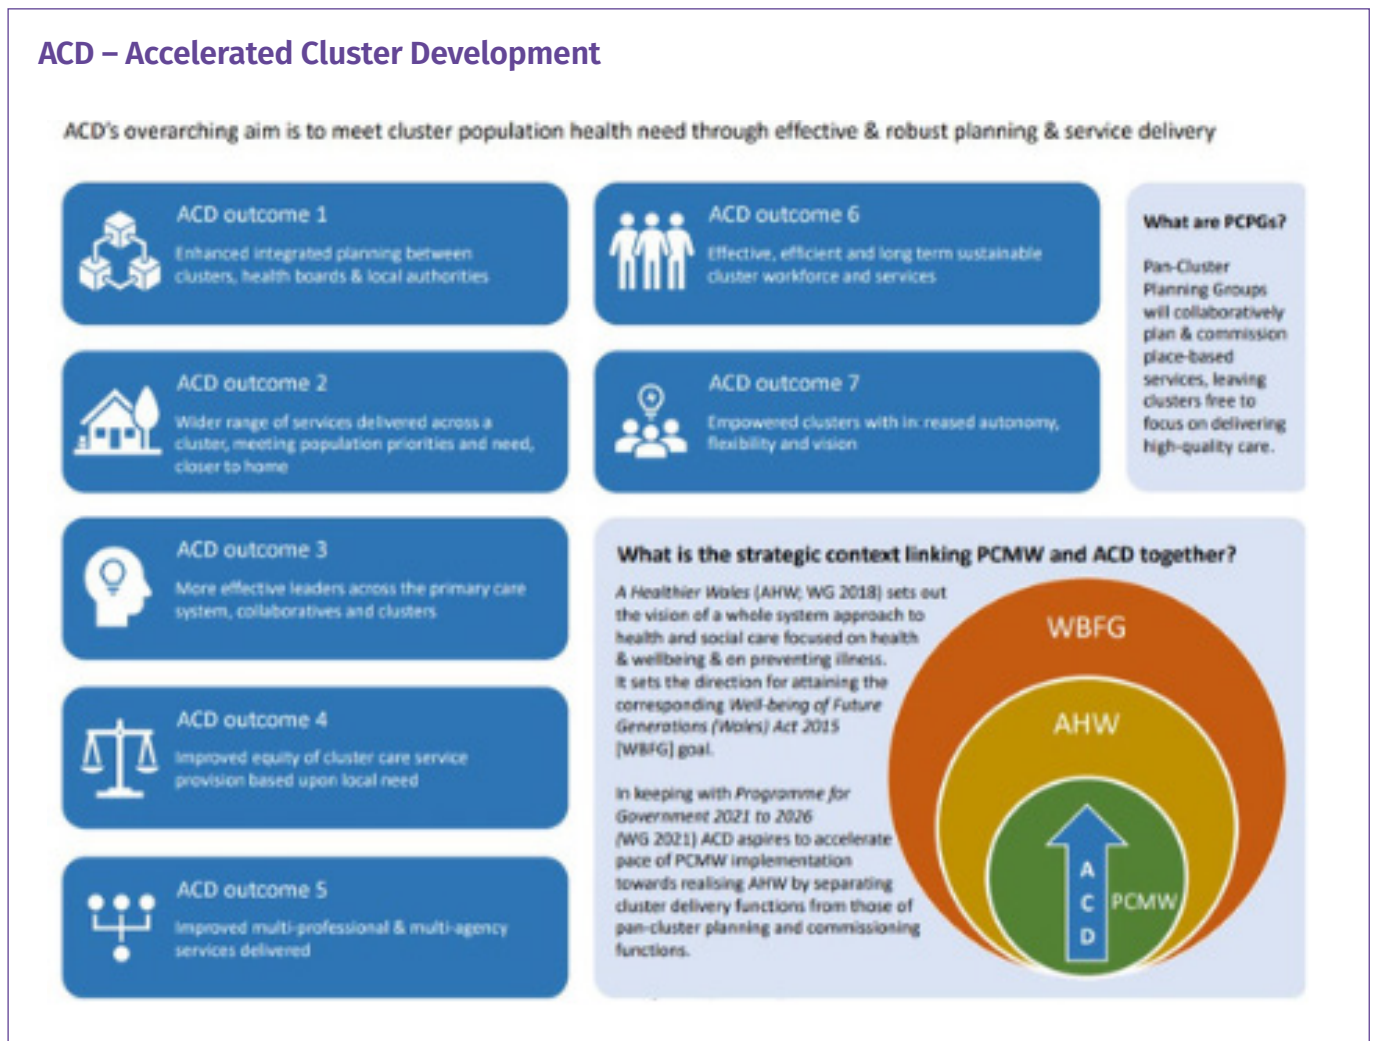 ACD – Accelerated Cluster Development
ACD's overarching aim is to meet cluster population health need through effective & robust planning & service delivery
ACD outcome 1
Enhanced integrated planning between
clusters, health boards & local authorities
ACD outcome 2
Wider range of services delivered across a
cluster, meeting population priorities and need,
closer to home
ACD outcome 3
More effective leaders across the primary care
system, collaboratives and clusters
ACD outcome 4
Improved equity of cluster care service
provision based upon local need
ACD outcome 5
Improved multi-professional & multi-agency
services delivered
ACD outcome 6
Effective, efficient and long term sustainable
cluster workforce and services
ACD outcome 7
Empowered clusters with increased autonomy,
flexibility and vision
What are PCPGs?
Pan-Cluster
Planning Groups
will collaboratively
plan & commission
place-based
services, leaving
clusters free to
focus on delivering
high-quality care.
What is the strategic context linking PCMW and ACD together?
A Healthier Wales (AHW; WG 2018) sets out
the vision of a whole system approach to
health and social care focused on health
& wellbeing & on preventing illness.
It sets the direction for attaining the
corresponding Well-being of Future
Generations (Wales) Act 2015
[WBFG] goal.
In keeping with Programme for
Government 2021 to 2026
(WG 2021) ACD aspires to accelerate
pace of PCMW implementation
towards realising AHW by separating
cluster delivery functions from those of
pan-cluster planning and commissioning
functions.
WBFG
AHW
A
C
D
PCMW